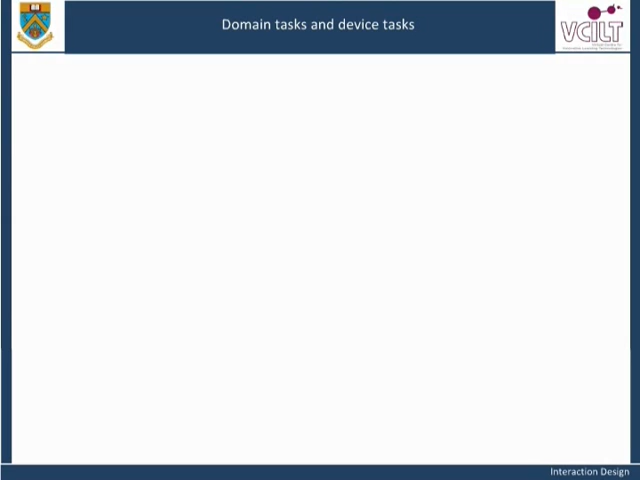 Domain tasks and device tasks
VCILT
Interaction Design